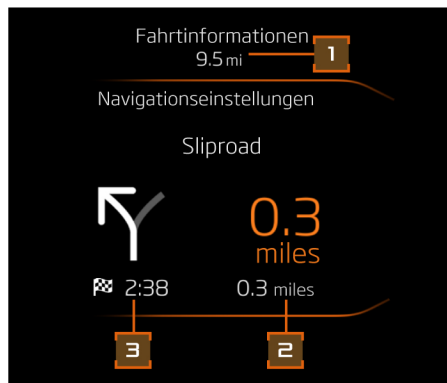 Fahrtinformationen
9.5 mi
1
Navigationseinstellungen
Sliproad
0.3
miles
2:38
0.3 miles
3
2